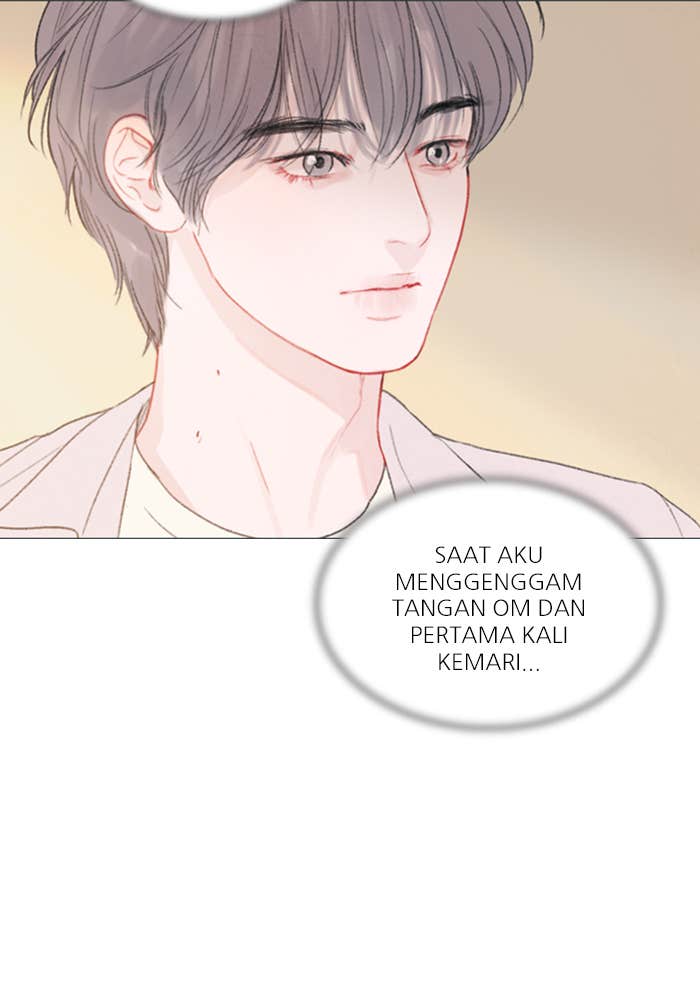 SAAT AKU
MENGGENGGAM
TANGAN OM DAN
PERTAMA KALI
KEMARI...